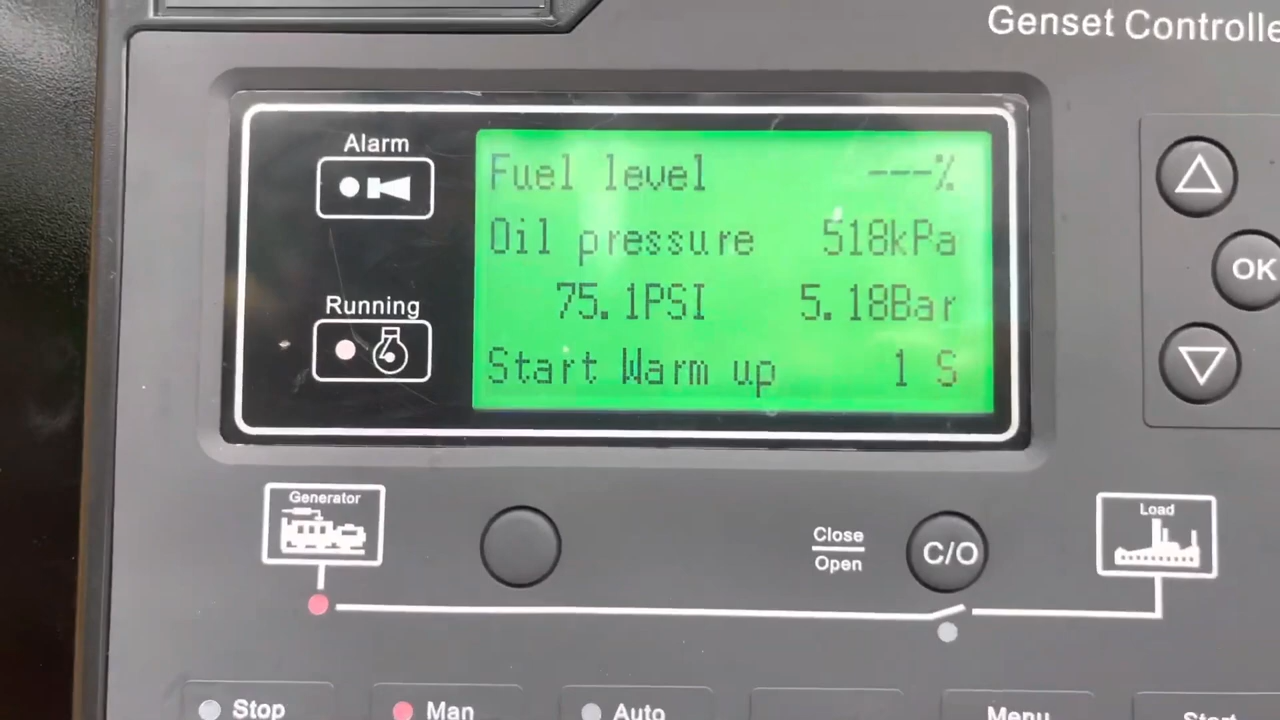 Genset Controlle
Alarm
Fuel level ---%
Oil pressure 518kPa
75.1PSI 5.18Bar
Running
Start Warm up 1 S
OK
Generator
Close
Open
C/O
Load
Stop
Man
Auto
Menu
Start